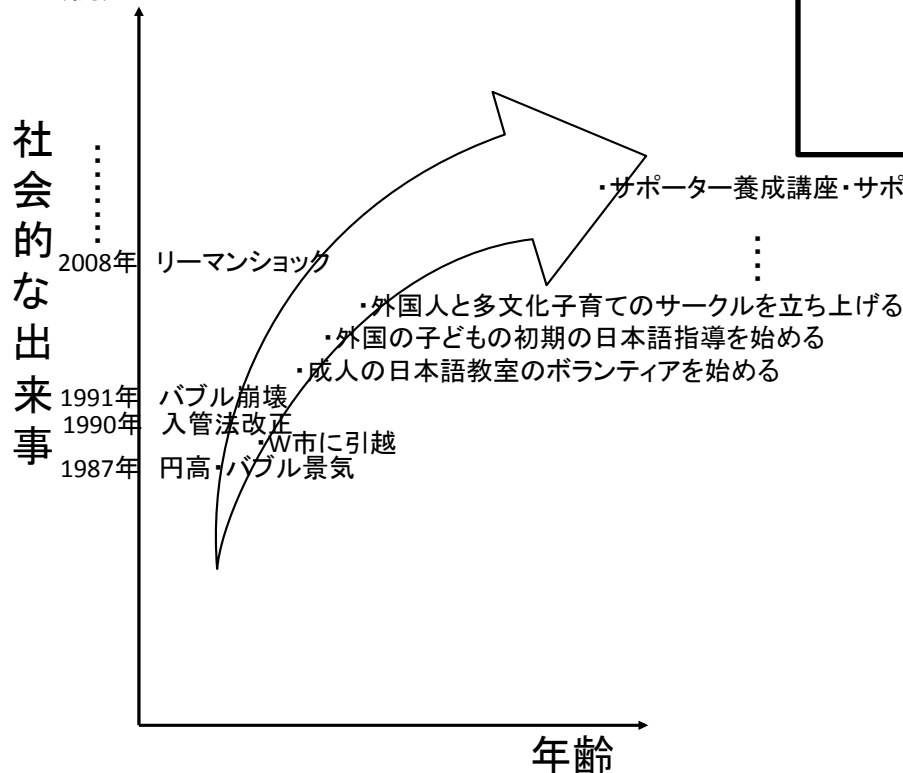 社会的な出来事
・サポーター養成講座・サポ
2008年 リーマンショック
・外国人と多文化子育てのサークルを立ち上げる
・外国の子どもの初期の日本語指導を始める
・成人の日本語教室のボランティアを始める
1991年 バブル崩壊
1990年 入管法改正
・W市に引越
1987年 円高・バブル景気
年齢